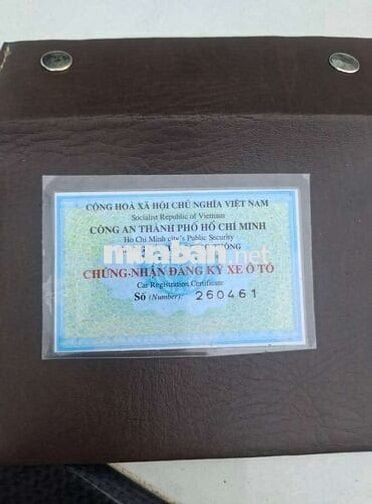 CỘNG HOÀ XÃ HỘI CHỦ NGHĨA VIỆT NAM
Socialist Republic of Vietnam
CÔNG AN THÀNH PHỐ HỒ CHÍ MINH
Ho Chi Minh city's Public Security
muaban.net
CHỨNG-NHẬN ĐĂNG KÝ XE Ô TÔ
Car Registration Certificate
Số (Number): 260461